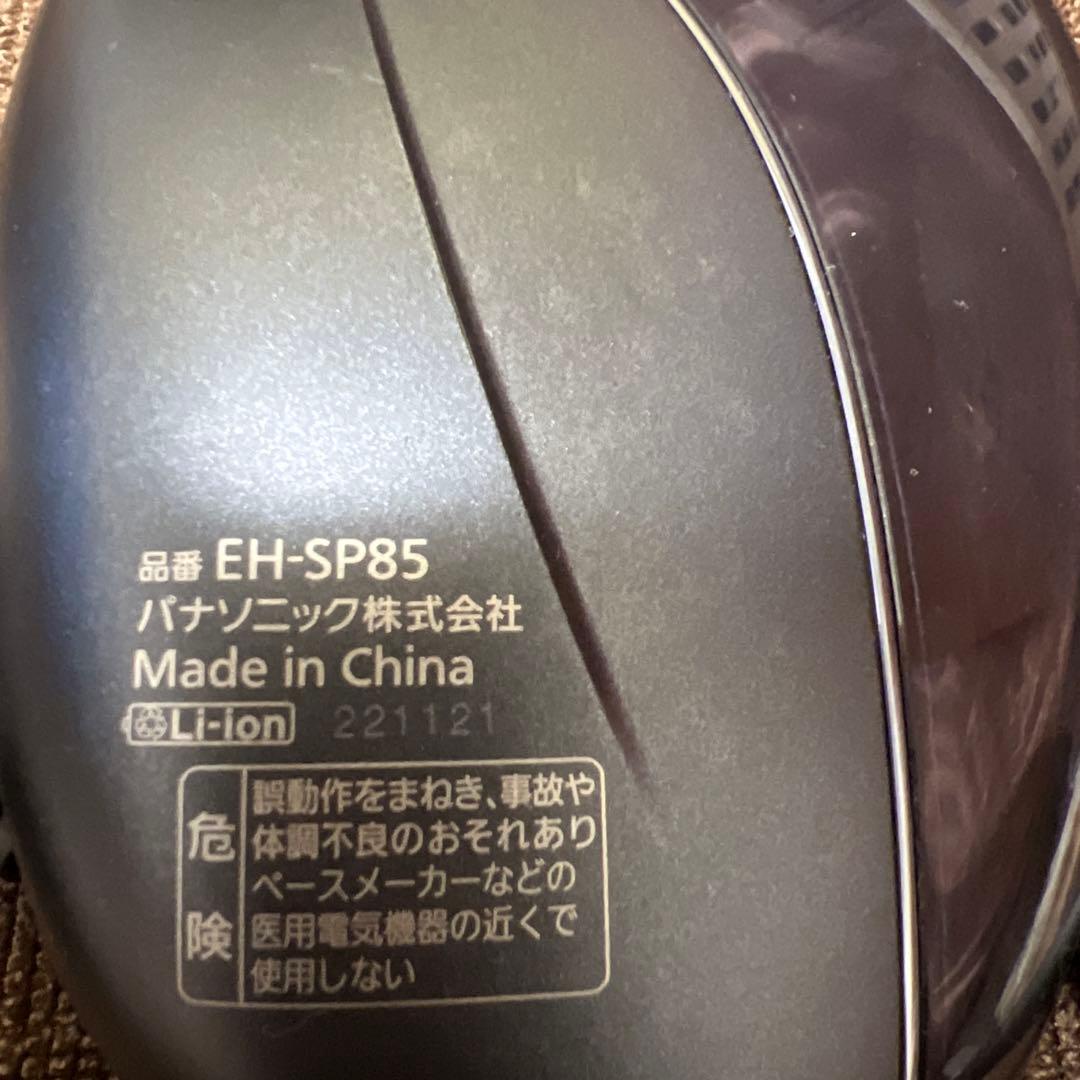 品番 EH-SP85
パナソニック株式会社
Made in China
Li-ion 221121
危険
誤動作をまねき、事故や
体調不良のおそれあり
ペースメーカーなどの
医用電気機器の近くで
使用しない